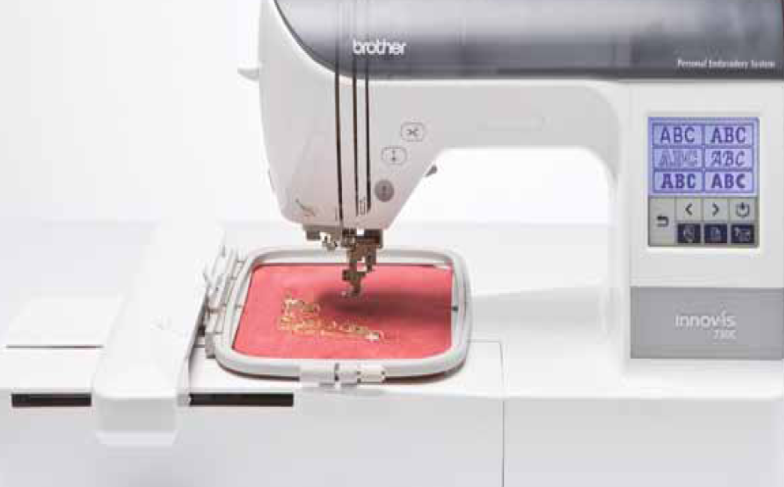 brother
Personal Embroidery System
ABC ABC
ABC ABC
ABC ABC
innovis